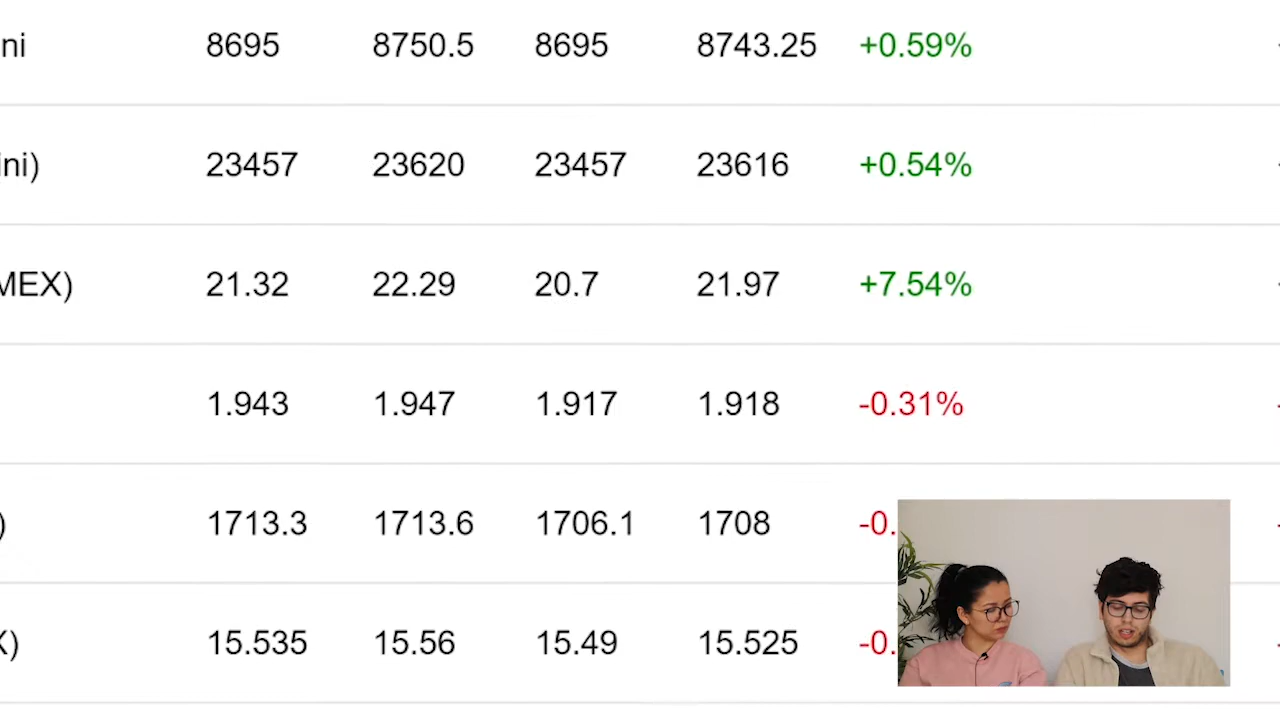 ni 8695 8750.5 8695 8743.25 +0.59%
ini) 23457 23620 23457 23616 +0.54%
MEX) 21.32 22.29 20.7 21.97 +7.54%
1.943 1.947 1.917 1.918 -0.31%
) 1713.3 1713.6 1706.1 1708 -0.
X) 15.535 15.56 15.49 15.525 -0.